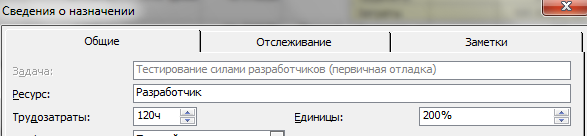 Сведения о назначении
Общие Отслеживание Заметки
Задача: Тестирование силами разработчиков (первичная отладка)
Ресурс: Разработчик
Трудозатраты: 120ч Единицы: 200%